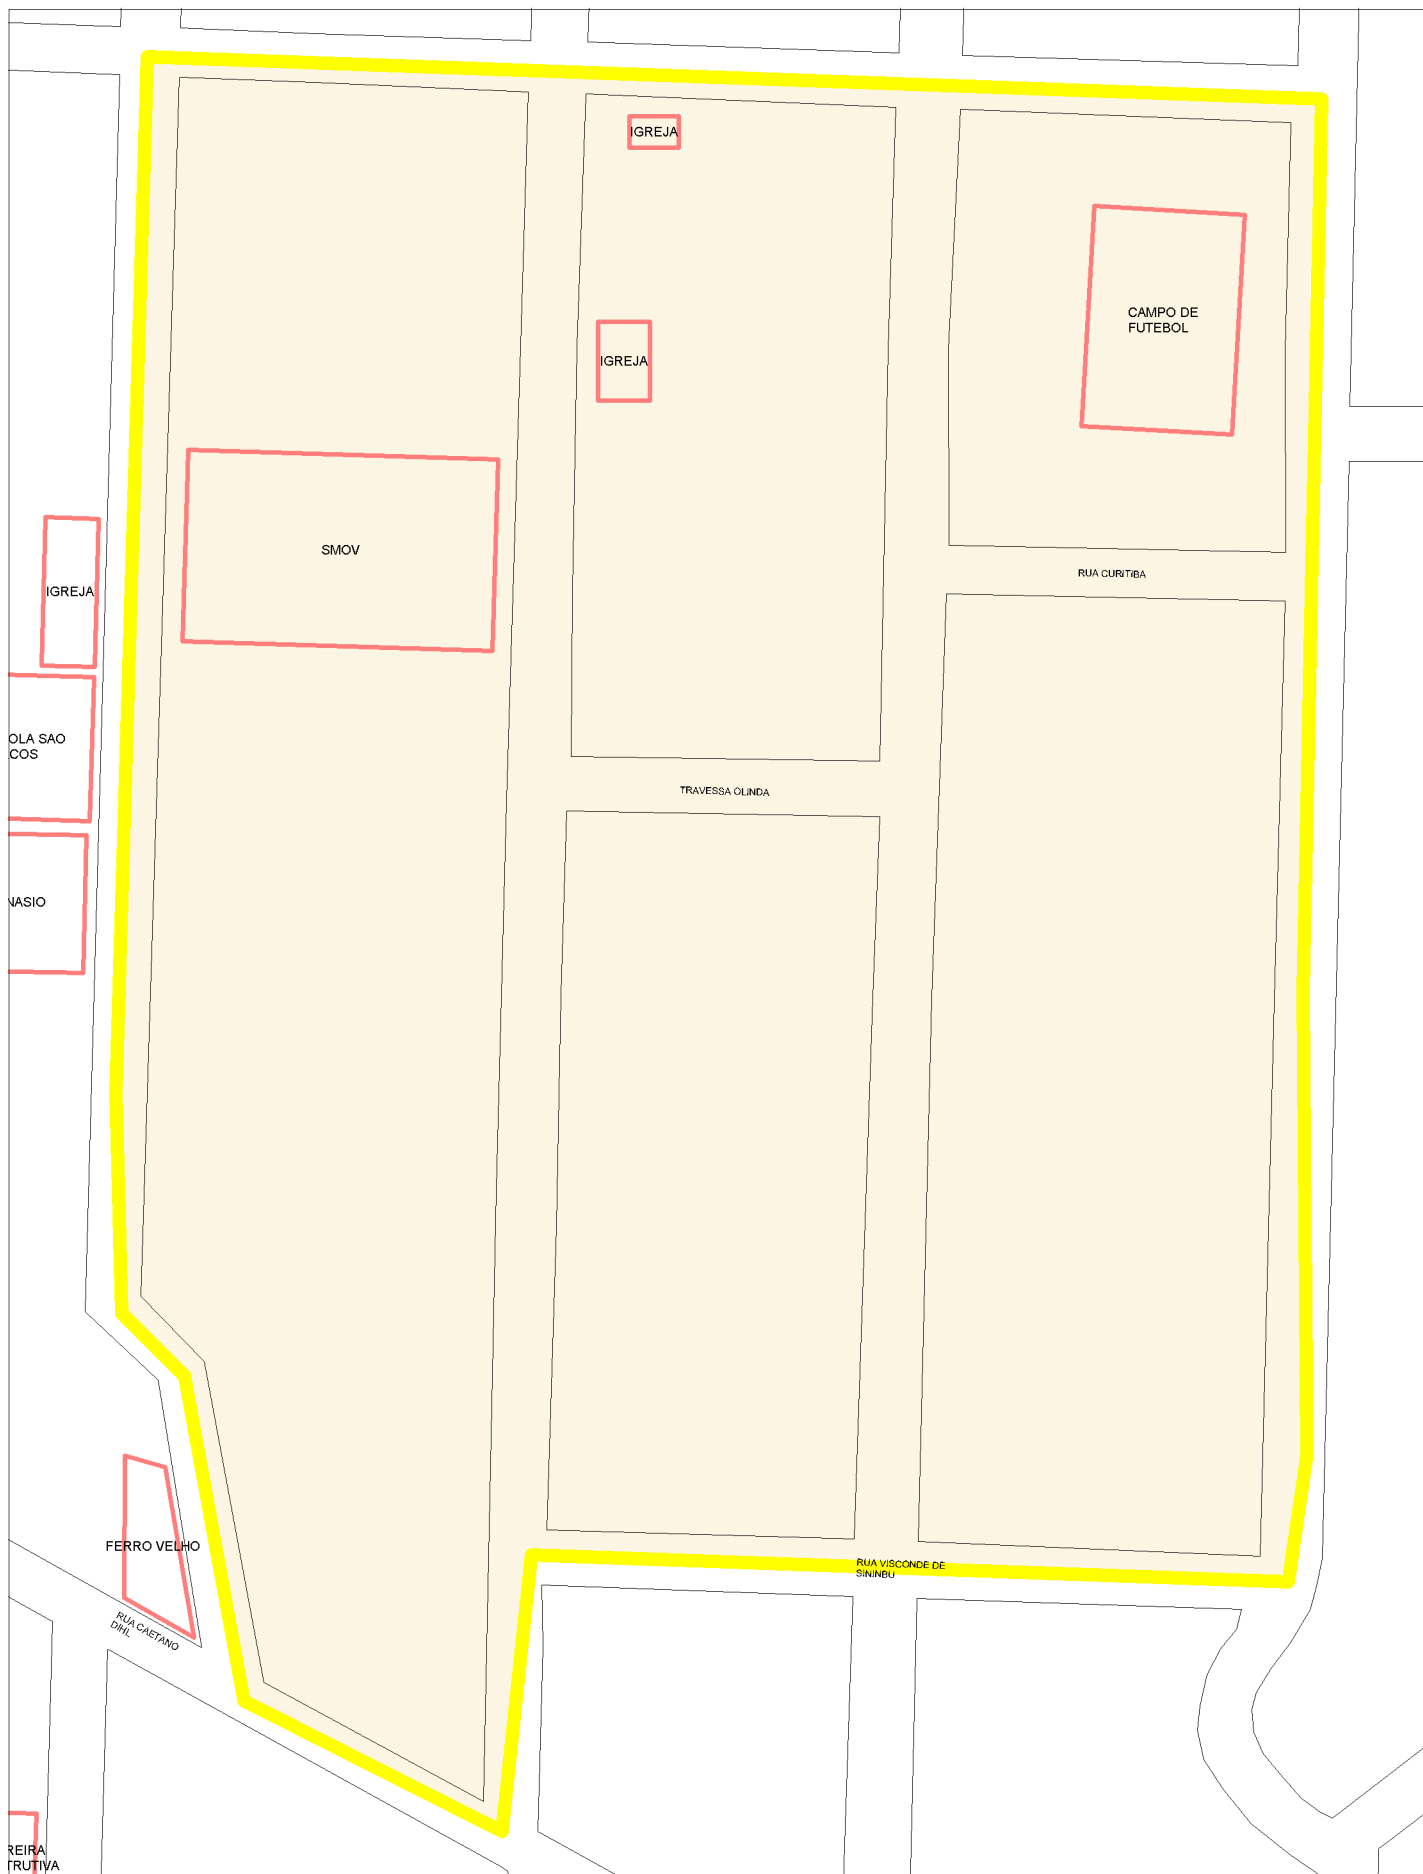 IGREJA
CAMPO DE
FUTEBOL
IGREJA
SMOV
RUA CURITIBA
IGREJA
OLA SAO
COS
TRAVESSA OLINDA
NASIO
FERRO VELHO
RUA VISCONDE DE
SININBU
RUA CAETANO
DIHL
REIRA
TRUTIVA